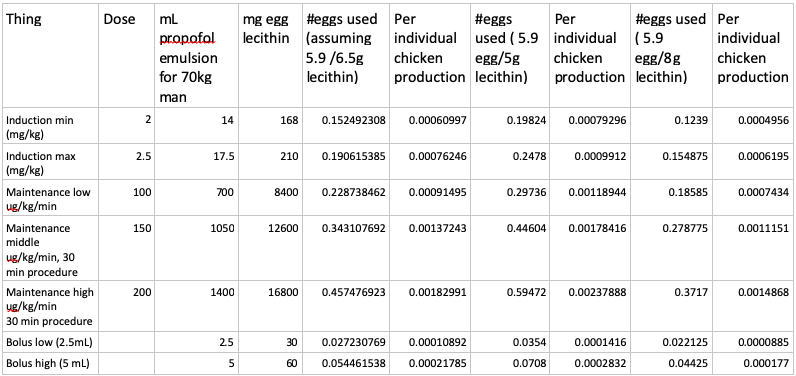 Thing Dose mL propofol emulsion for 70kg man mg egg lecithin #eggs used (assuming 5.9 /6.5g lecithin) Per individual chicken production #eggs used ( 5.9 egg/5g lecithin) Per individual chicken production #eggs used ( 5.9 egg/8g lecithin) Per individual chicken production
Induction min (mg/kg) 2 14 168 0.152492308 0.00060997 0.19824 0.00079296 0.1239 0.0004956
Induction max (mg/kg) 2.5 17.5 210 0.190615385 0.00076246 0.2478 0.0009912 0.154875 0.0006195
Maintenance low ug/kg/min 100 700 8400 0.228738462 0.00091495 0.29736 0.00118944 0.18585 0.0007434
Maintenance middle ug/kg/min, 30 min procedure 150 1050 12600 0.343107692 0.00137243 0.44604 0.00178416 0.278775 0.0011151
Maintenance high ug/kg/min 30 min procedure 200 1400 16800 0.457476923 0.00182991 0.59472 0.00237888 0.3717 0.0014868
Bolus low (2.5mL) 2.5 30 0.027230769 0.00010892 0.0354 0.0001416 0.022125 0.0000885
Bolus high (5 mL) 5 60 0.054461538 0.00021785 0.0708 0.0002832 0.04425 0.000177